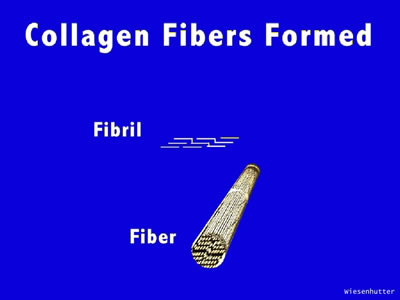 Collagen Fibers Formed
Fibril
Fiber
Wiesenhutter